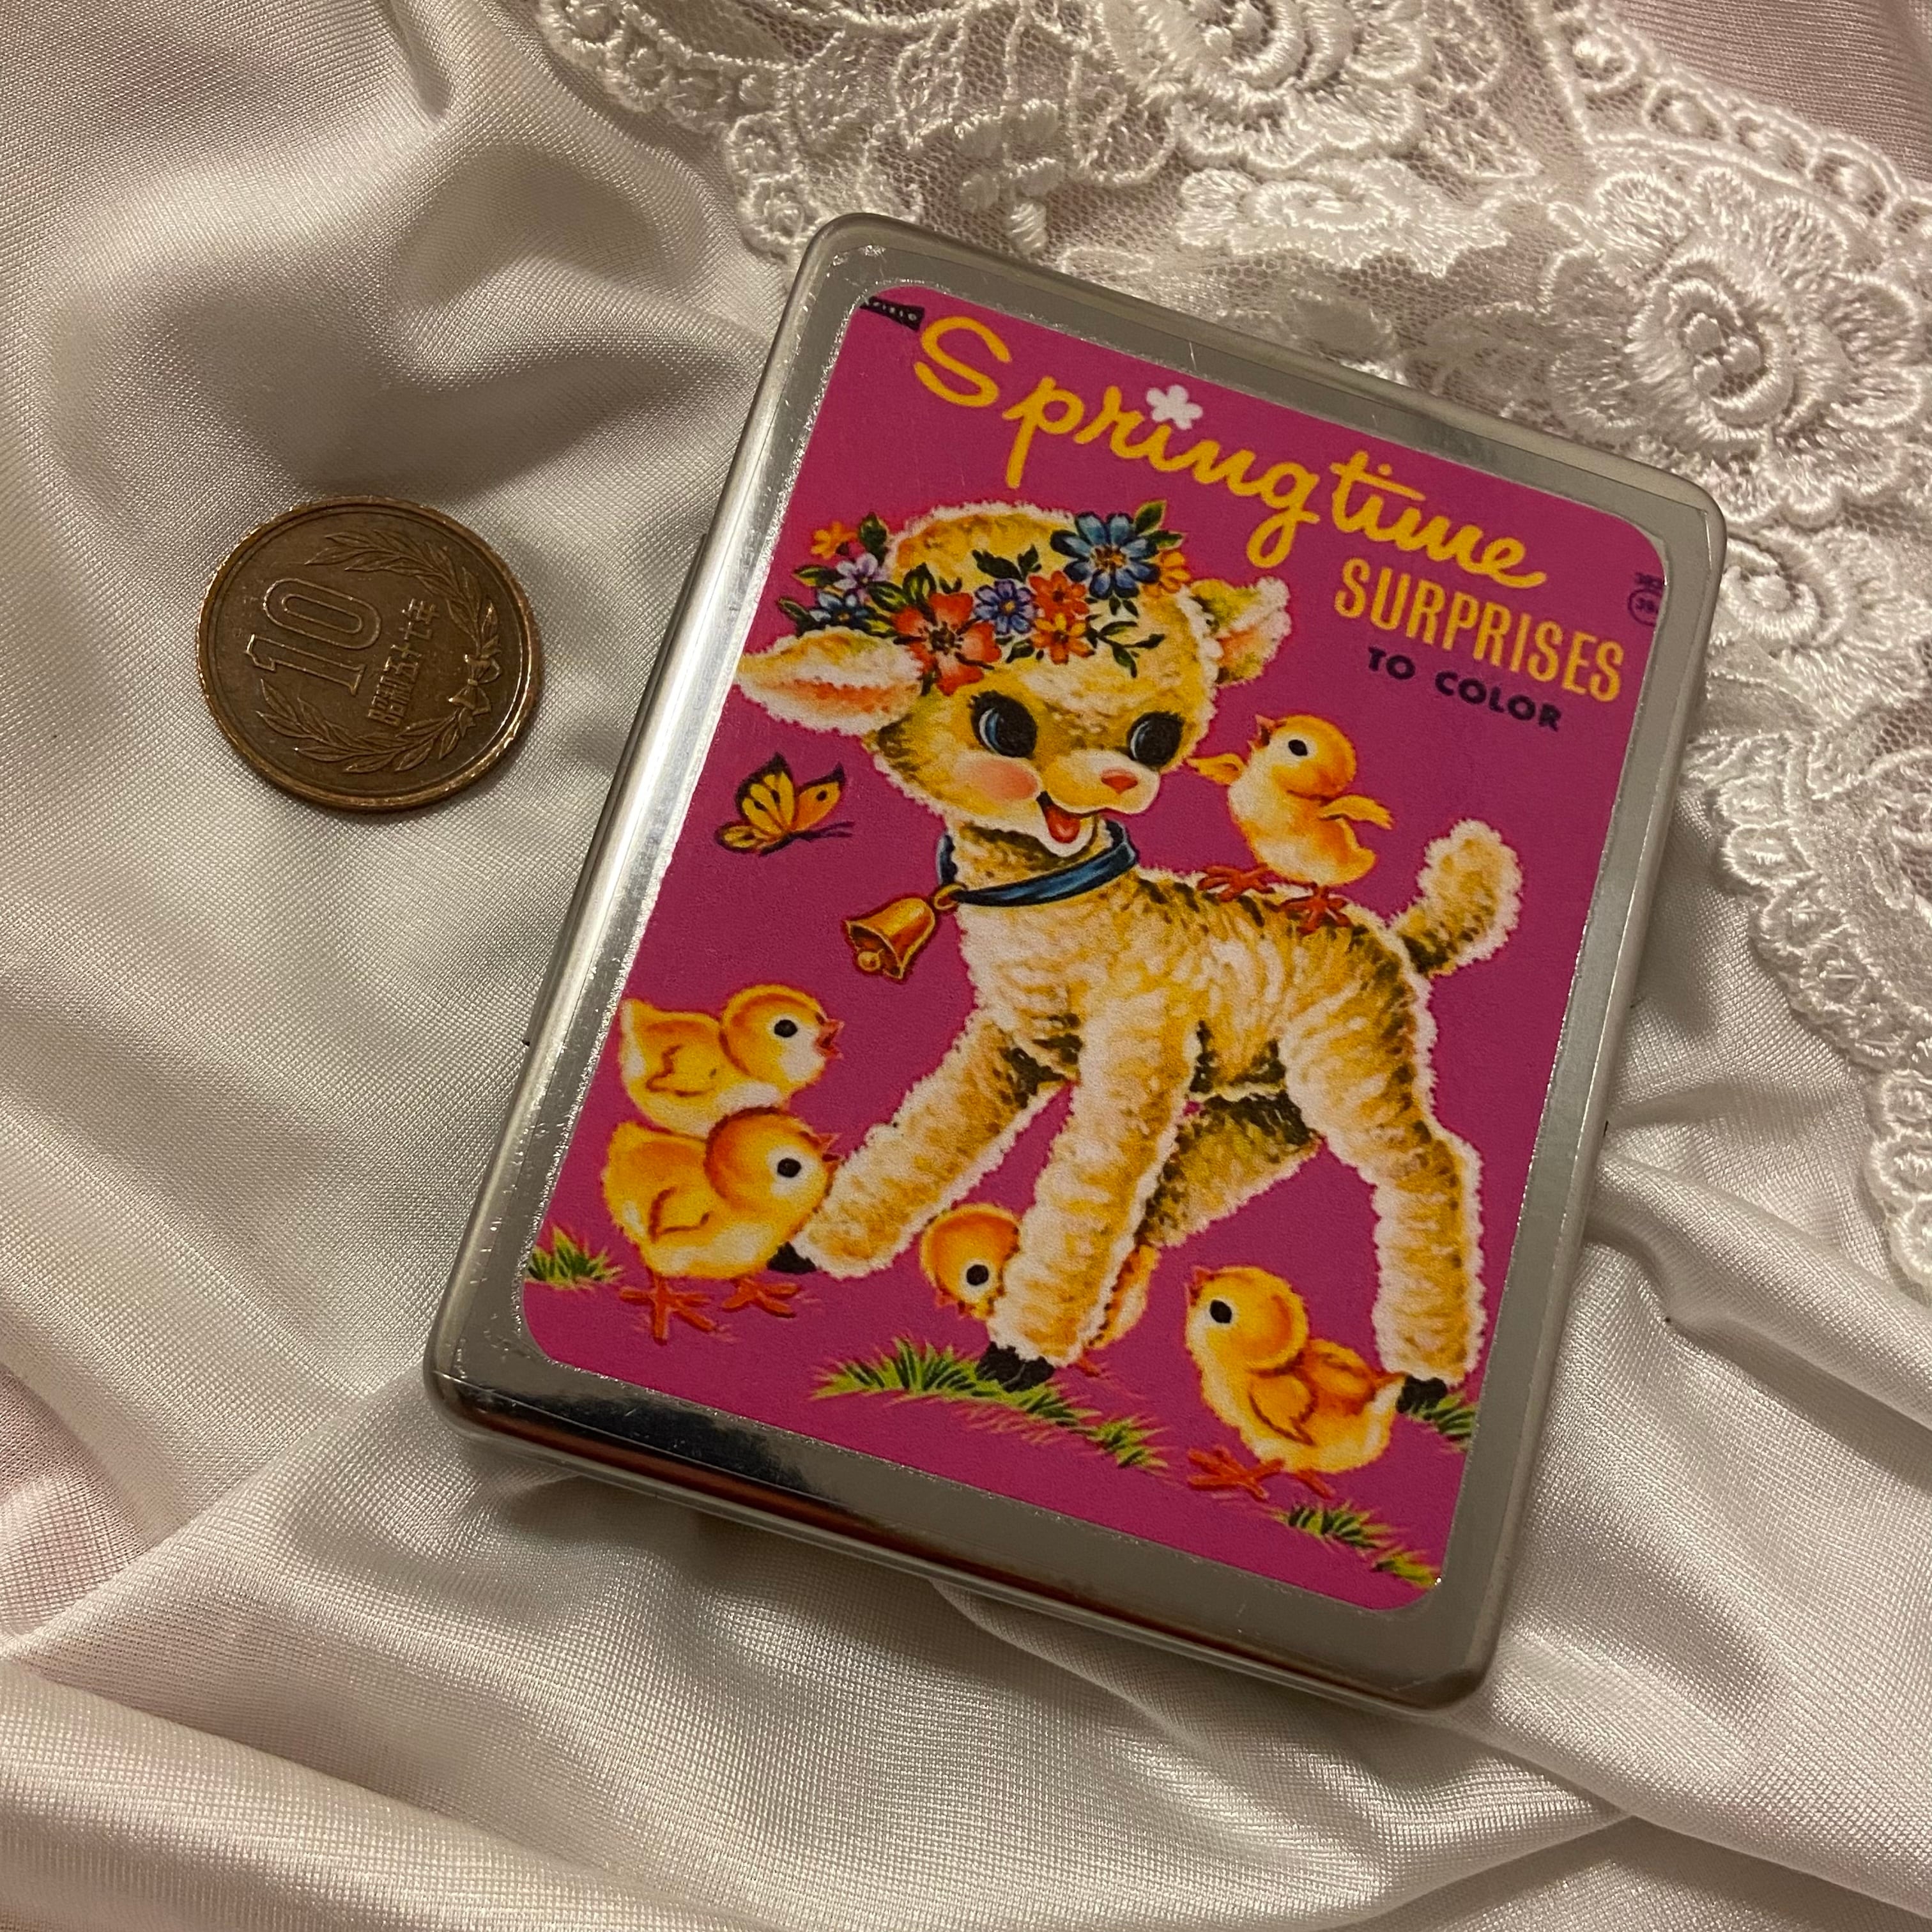 10
昭和五十七年
Springtime
SURPRISES
TO COLOR